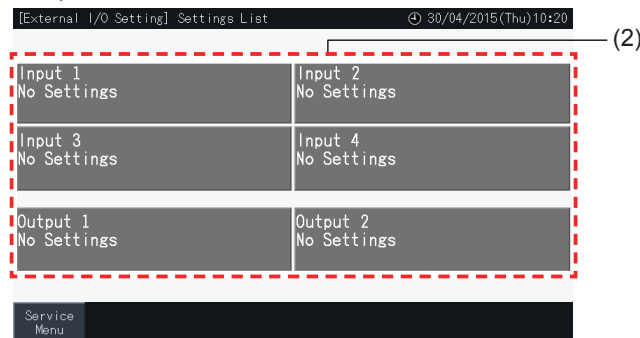 [External I/O Setting] Settings List 30/04/2015(Thu)10:20
(2)
Input 1
No Settings
Input 2
No Settings
Input 3
No Settings
Input 4
No Settings
Output 1
No Settings
Output 2
No Settings
Service
Menu